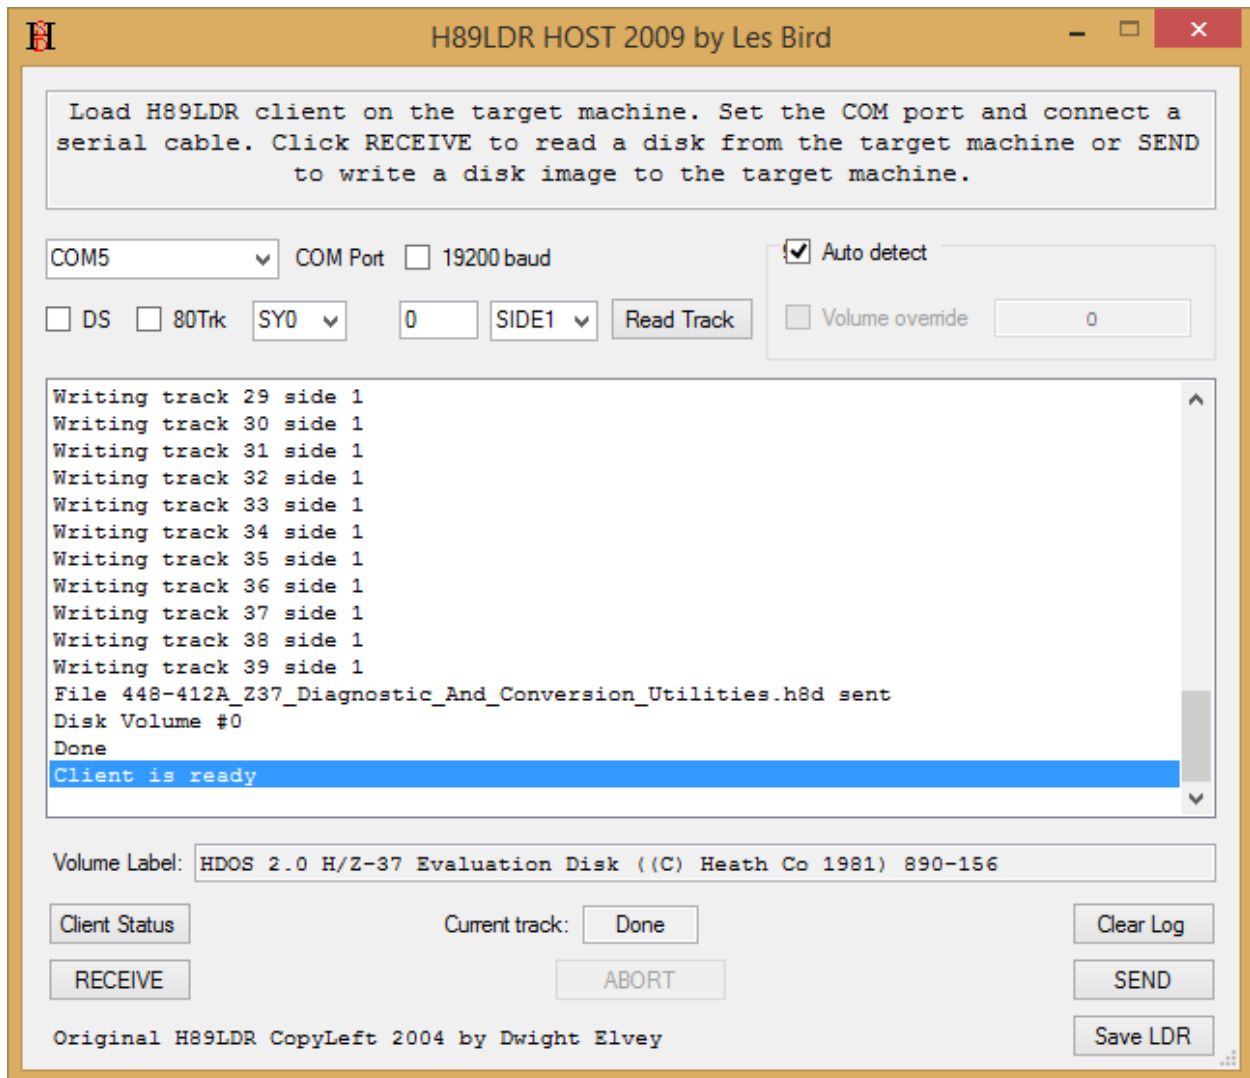 H89LDR HOST 2009 by Les Bird
Load H89LDR client on the target machine. Set the COM port and connect a
serial cable. Click RECEIVE to read a disk from the target machine or SEND
to write a disk image to the target machine.
COM5 COM Port 19200 baud Auto detect
DS 80Trk SY0 0 SIDE1 Read Track Volume override 0
Writing track 29 side 1
Writing track 30 side 1
Writing track 31 side 1
Writing track 32 side 1
Writing track 33 side 1
Writing track 34 side 1
Writing track 35 side 1
Writing track 36 side 1
Writing track 37 side 1
Writing track 38 side 1
Writing track 39 side 1
File 448-412A_Z37_Diagnostic_And_Conversion_Utilities.h8d sent
Disk Volume #0
Done
Client is ready
Volume Label: HDOS 2.0 H/Z-37 Evaluation Disk ((C) Heath Co 1981) 890-156
Client Status Current track: Done Clear Log
RECEIVE ABORT SEND
Original H89LDR CopyLeft 2004 by Dwight Elvey Save LDR